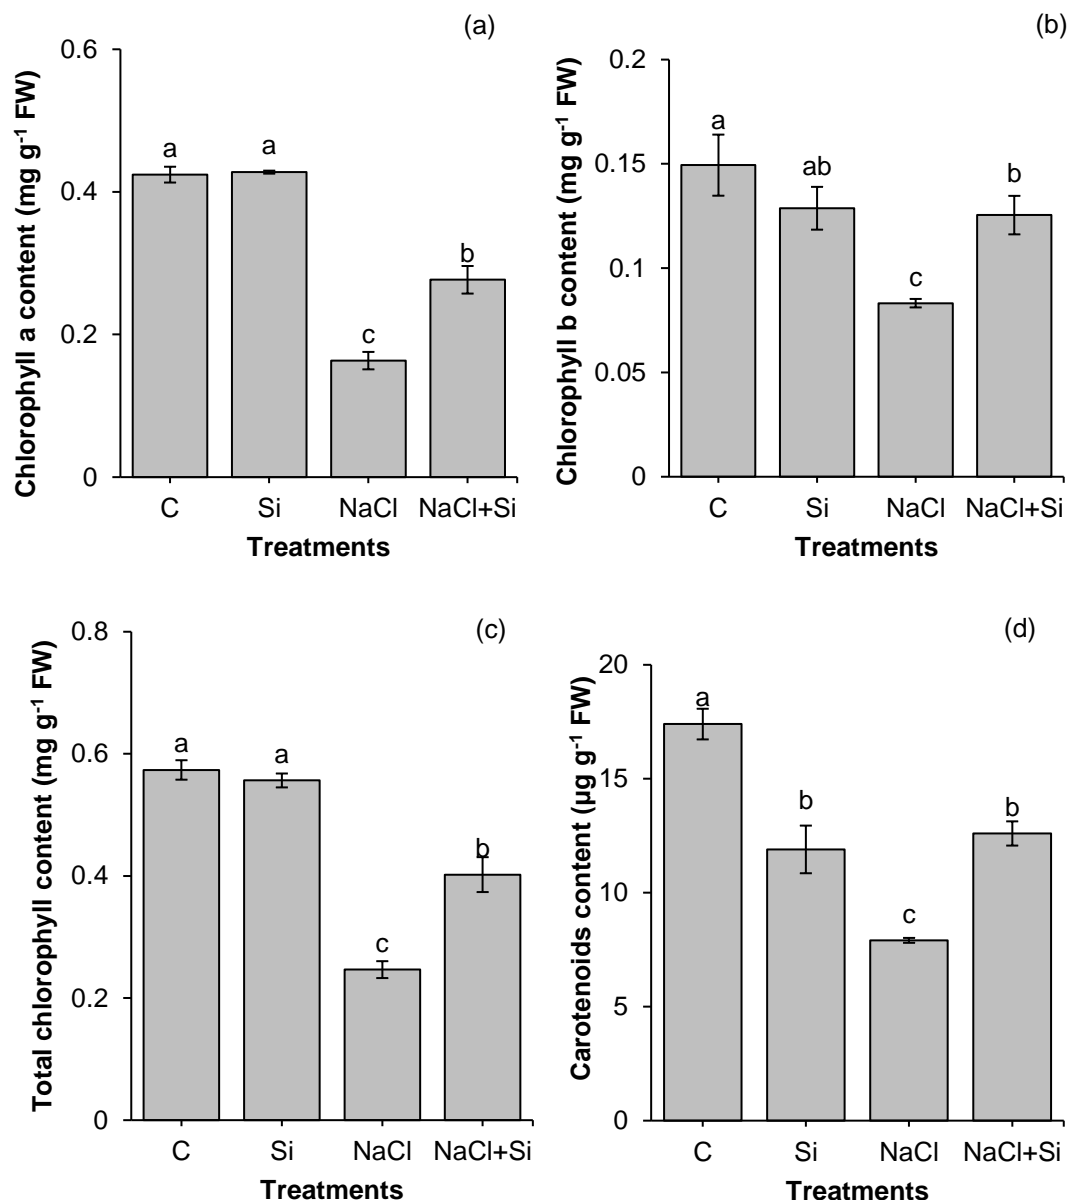 (a)
Chlorophyll a content (mg g⁻¹ FW)
0.6
0.4
0.2
0
a
a
c
b
C Si NaCl NaCl+Si
Treatments
(b)
Chlorophyll b content (mg g⁻¹ FW)
0.2
0.15
0.1
0.05
0
a
ab
c
b
C Si NaCl NaCl+Si
Treatments
(c)
Total chlorophyll content (mg g⁻¹ FW)
0.8
0.6
0.4
0.2
0
a
a
c
b
C Si NaCl NaCl+Si
Treatments
(d)
Carotenoids content (µg g⁻¹ FW)
20
15
10
5
0
a
b
c
b
C Si NaCl NaCl+Si
Treatments